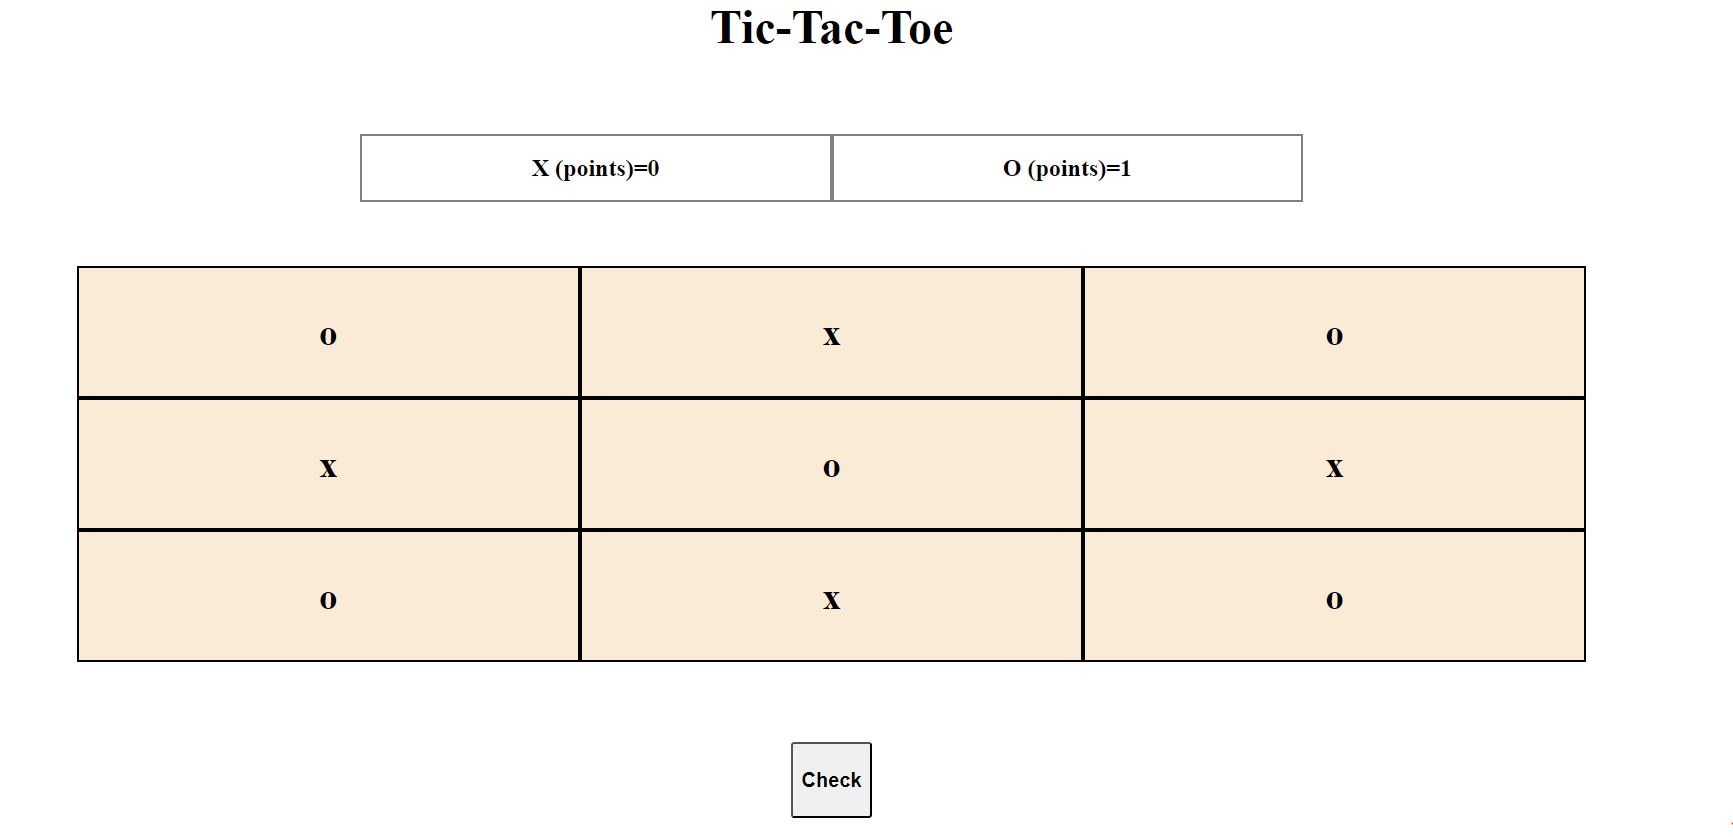 Tic-Tac-Toe
X (points)=0 O (points)=1
o x o
x o x
o x o
Check